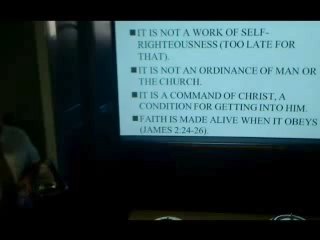 ■IT IS NOT A WORK OF SELF-
RIGHTEOUSNESS (TOO LATE FOR
THAT).
■IT IS NOT AN ORDINANCE OF MAN OR
THE CHURCH.
■IT IS A COMMAND OF CHRIST, A
CONDITION FOR GETTING INTO HIM.
■FAITH IS MADE ALIVE WHEN IT OBEYS
(JAMES 2:24-26).